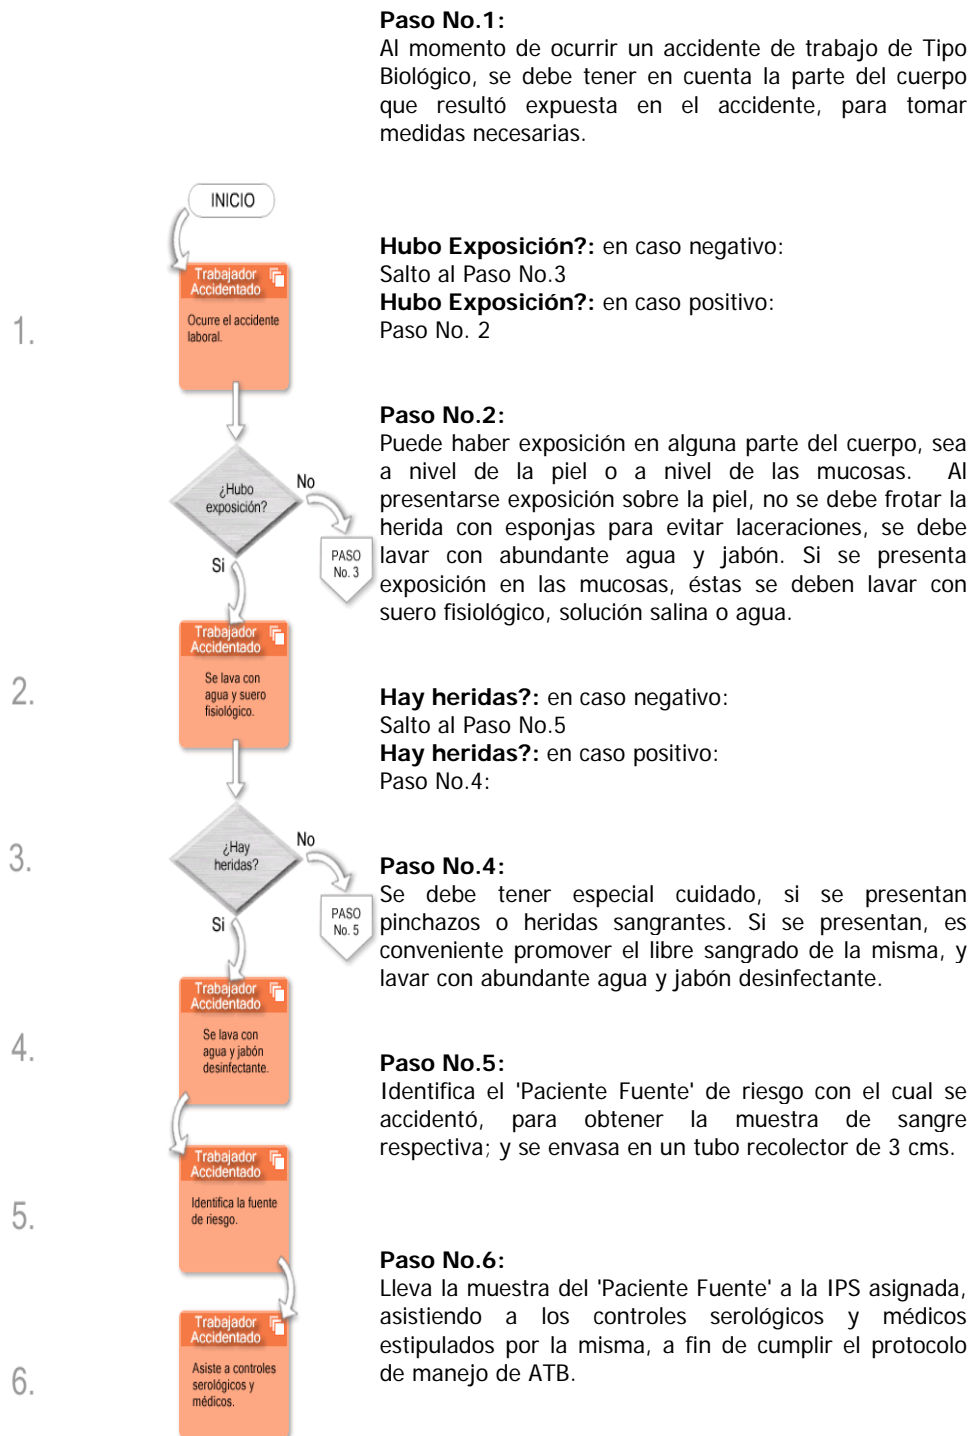 Paso No.1:
Al momento de ocurrir un accidente de trabajo de Tipo
Biológico, se debe tener en cuenta la parte del cuerpo
que resultó expuesta en el accidente, para tomar
medidas necesarias.
INICIO
Trabajador
Accidentado
1.
Ocurre el accidente
laboral.
Hubo Exposición?: en caso negativo:
Salto al Paso No.3
Hubo Exposición?: en caso positivo:
Paso No. 2
¿Hubo
exposición?
No
PASO
No. 3
Si
Paso No.2:
Puede haber exposición en alguna parte del cuerpo, sea
a nivel de la piel o a nivel de las mucosas. Al
presentarse exposición sobre la piel, no se debe frotar la
herida con esponjas para evitar laceraciones, se debe
lavar con abundante agua y jabón. Si se presenta
exposición en las mucosas, éstas se deben lavar con
suero fisiológico, solución salina o agua.
Trabajador
Accidentado
2.
Se lava con
agua y suero
fisiológico.
Hay heridas?: en caso negativo:
Salto al Paso No.5
Hay heridas?: en caso positivo:
Paso No.4:
3.
¿Hay
heridas?
No
PASO
No. 5
Si
Paso No.4:
Se debe tener especial cuidado, si se presentan
pinchazos o heridas sangrantes. Si se presentan, es
conveniente promover el libre sangrado de la misma, y
lavar con abundante agua y jabón desinfectante.
Trabajador
Accidentado
4.
Se lava con
agua y jabón
desinfectante.
Paso No.5:
Identifica el 'Paciente Fuente' de riesgo con el cual se
accidentó, para obtener la muestra de sangre
respectiva; y se envasa en un tubo recolector de 3 cms.
Trabajador
Accidentado
5.
Identifica la fuente
de riesgo.
Paso No.6:
Lleva la muestra del 'Paciente Fuente' a la IPS asignada,
asistiendo a los controles serológicos y médicos
estipulados por la misma, a fin de cumplir el protocolo
de manejo de ATB.
Trabajador
Accidentado
6.
Asiste a controles
serológicos y
médicos.